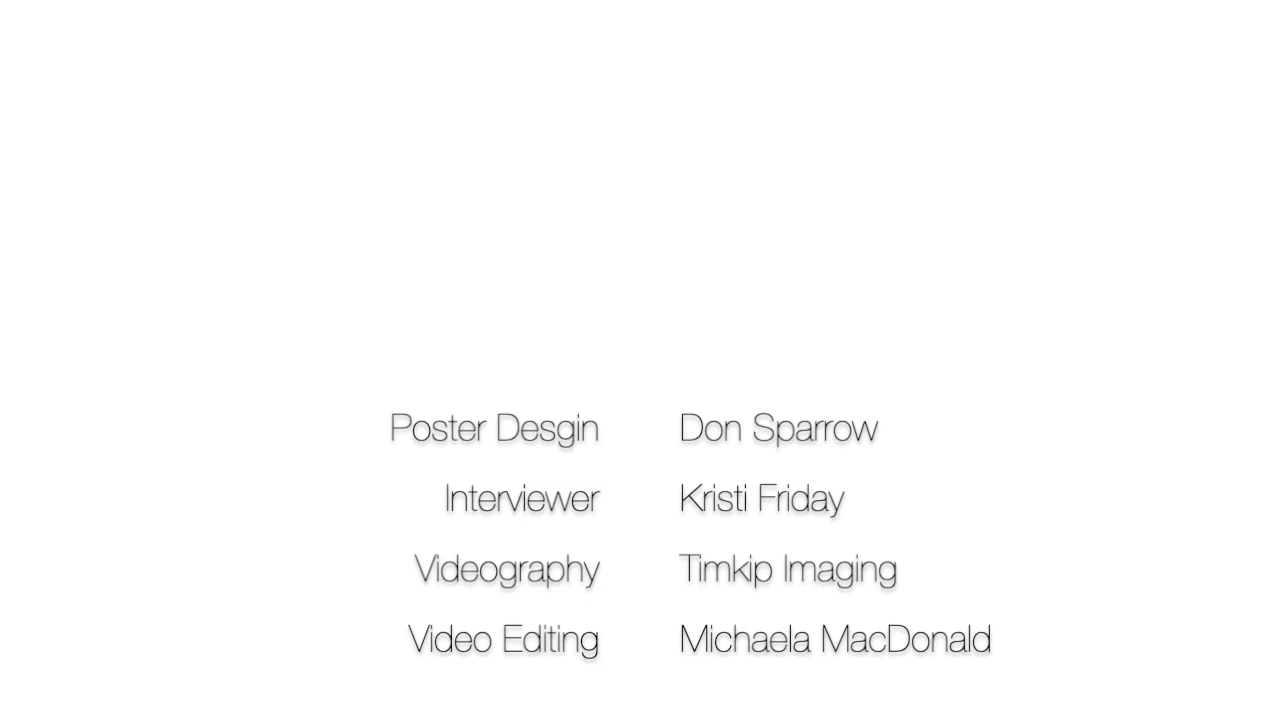 Poster Desgin Don Sparrow
Interviewer Kristi Friday
Videography Timkip Imaging
Video Editing Michaela MacDonald